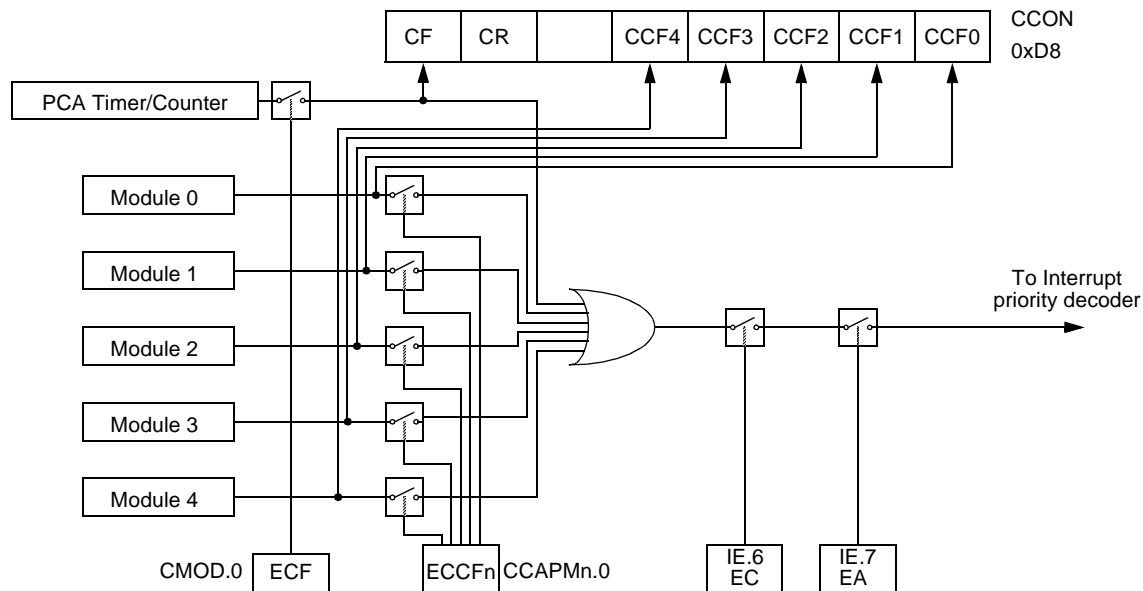 CF CR CCF4 CCF3 CCF2 CCF1 CCF0 CCON
0xD8
PCA Timer/Counter
Module 0
Module 1
To Interrupt
priority decoder
Module 2
Module 3
Module 4
CMOD.0 ECF ECCFn CCAPMn.0
IE.6
EC
IE.7
EA